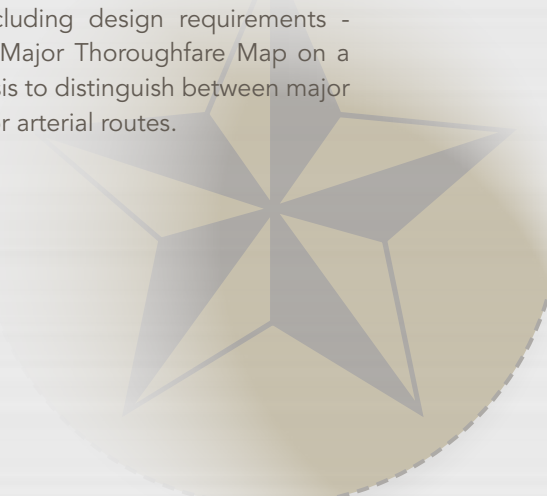 cluding design requirements -
Major Thoroughfare Map on a
sis to distinguish between major
r arterial routes.